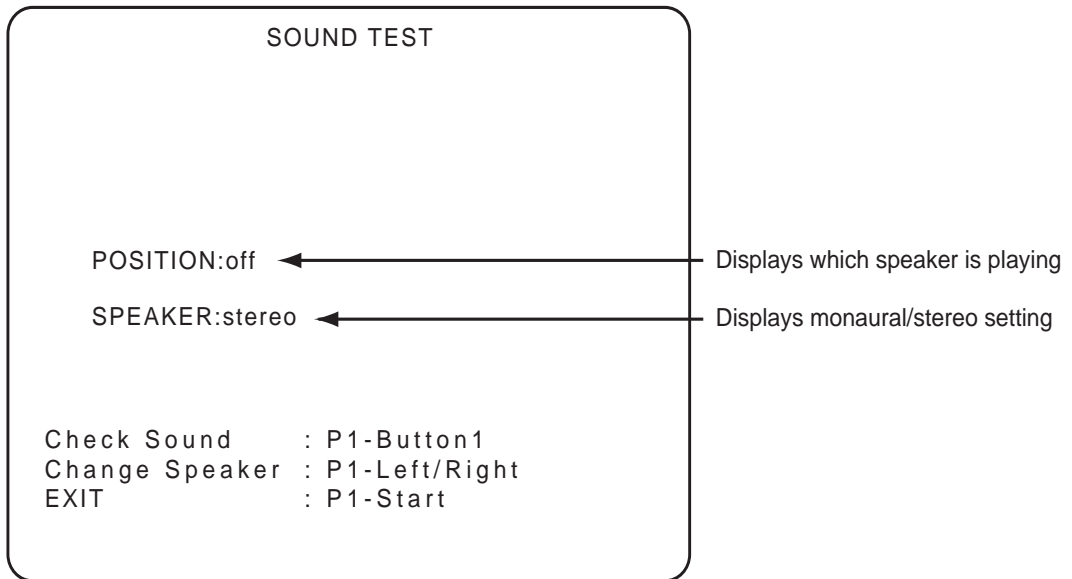 SOUND TEST
POSITION:off
Displays which speaker is playing
SPEAKER:stereo
Displays monaural/stereo setting
Check Sound : P1-Button1
Change Speaker : P1-Left/Right
EXIT : P1-Start